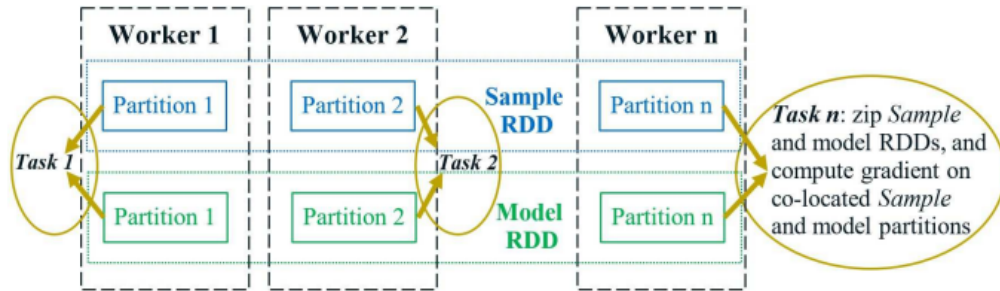 Worker 1
Worker 2
Worker n
Partition 1
Partition 2
Sample
RDD
Partition n
Task 1
Task 2
Task n: zip Sample
and model RDDs, and
compute gradient on
co-located Sample
and model partitions
Partition 1
Partition 2
Model
RDD
Partition n